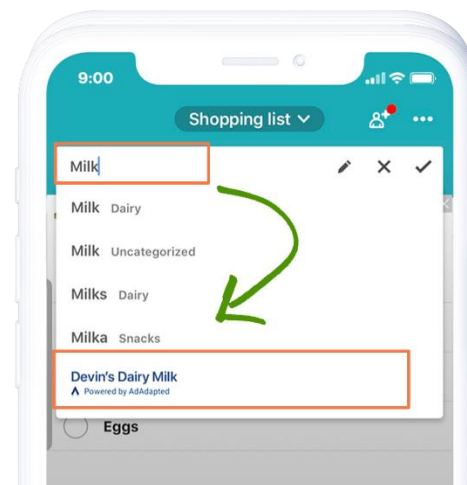 9:00
Shopping list
Milk
Milk Dairy
Milk Uncategorized
Milks Dairy
Milka Snacks
Devin's Dairy Milk
Powered by AdAdapted
Eggs